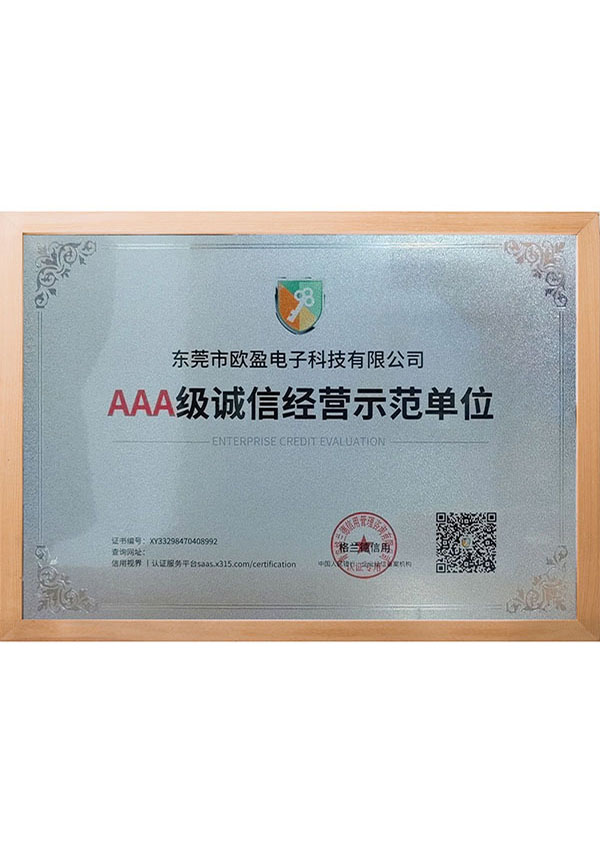 东莞市欧盈电子科技有限公司
AAA级诚信经营示范单位
ENTERPRISE CREDIT EVALUATION
证书编号：XY33298470408992
查询网址：
信用视界 | 认证服务平台saas.x315.com/certification
格兰德信用